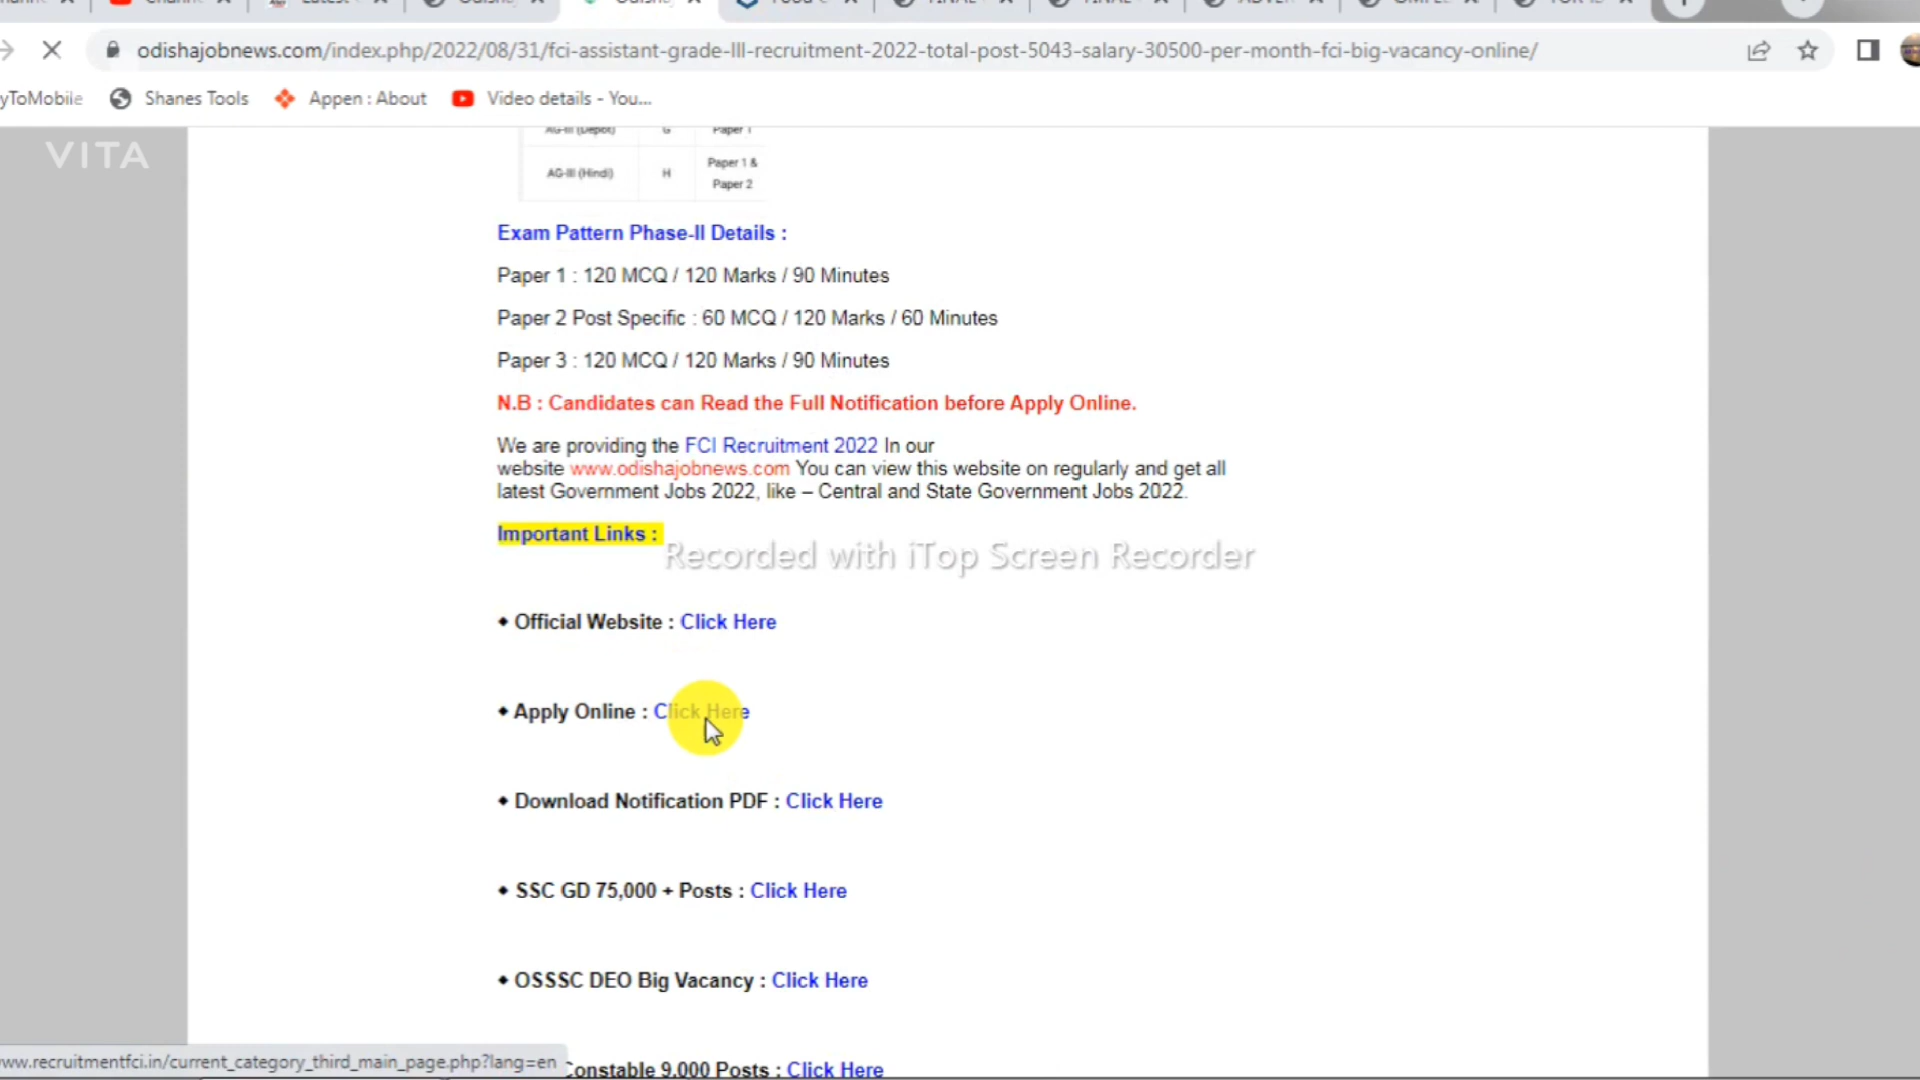 odishajobnews.com/index.php/2022/08/31/fci-assistant-grade-III-recruitment-2022-total-post-5043-salary-30500-per-month-fci-big-vacancy-online/
yToMobile Shanes Tools Appen : About Video details - You...
VITA
AG-III (Depot) G Paper 1
AG-III (Hindi) H Paper 1 &
Paper 2
Exam Pattern Phase-II Details :
Paper 1 : 120 MCQ / 120 Marks / 90 Minutes
Paper 2 Post Specific : 60 MCQ / 120 Marks / 60 Minutes
Paper 3 : 120 MCQ / 120 Marks / 90 Minutes
N.B : Candidates can Read the Full Notification before Apply Online.
We are providing the FCI Recruitment 2022 In our
website www.odishajobnews.com You can view this website on regularly and get all
latest Government Jobs 2022, like – Central and State Government Jobs 2022.
Important Links :
Recorded with iTop Screen Recorder
◆ Official Website : Click Here
◆ Apply Online : Click Here
◆ Download Notification PDF : Click Here
◆ SSC GD 75,000 + Posts : Click Here
◆ OSSSC DEO Big Vacancy : Click Here
Constable 9,000 Posts : Click Here
ww.recruitmentfci.in/current_category_third_main_page.php?lang=en